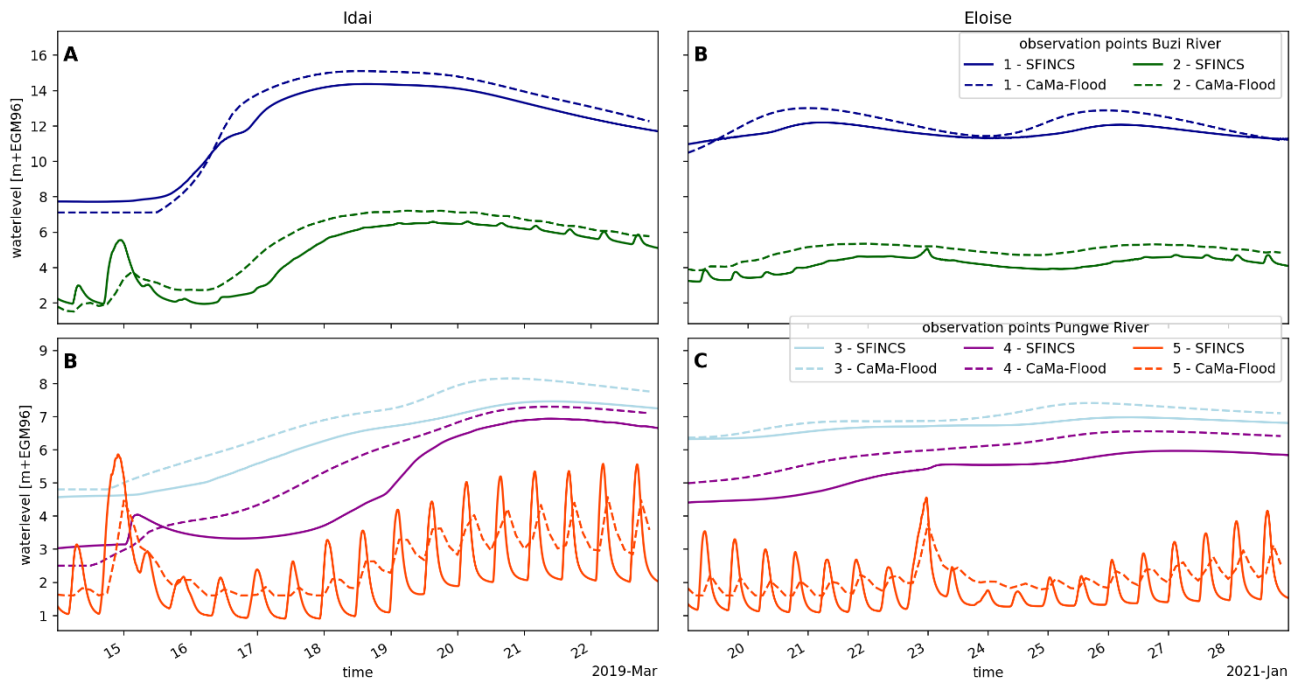 Idai
Eloise
A
16
14
12
10
8
6
4
2
waterlevel [m+EGM96]
B
observation points Buzi River
1 - SFINCS
2 - SFINCS
1 - CaMa-Flood
2 - CaMa-Flood
B
9
8
7
6
5
4
3
2
1
waterlevel [m+EGM96]
15
16
17
18
19
20
21
22
time
2019-Mar
C
observation points Pungwe River
3 - SFINCS
4 - SFINCS
5 - SFINCS
3 - CaMa-Flood
4 - CaMa-Flood
5 - CaMa-Flood
20
21
22
23
24
25
26
27
28
time
2021-Jan